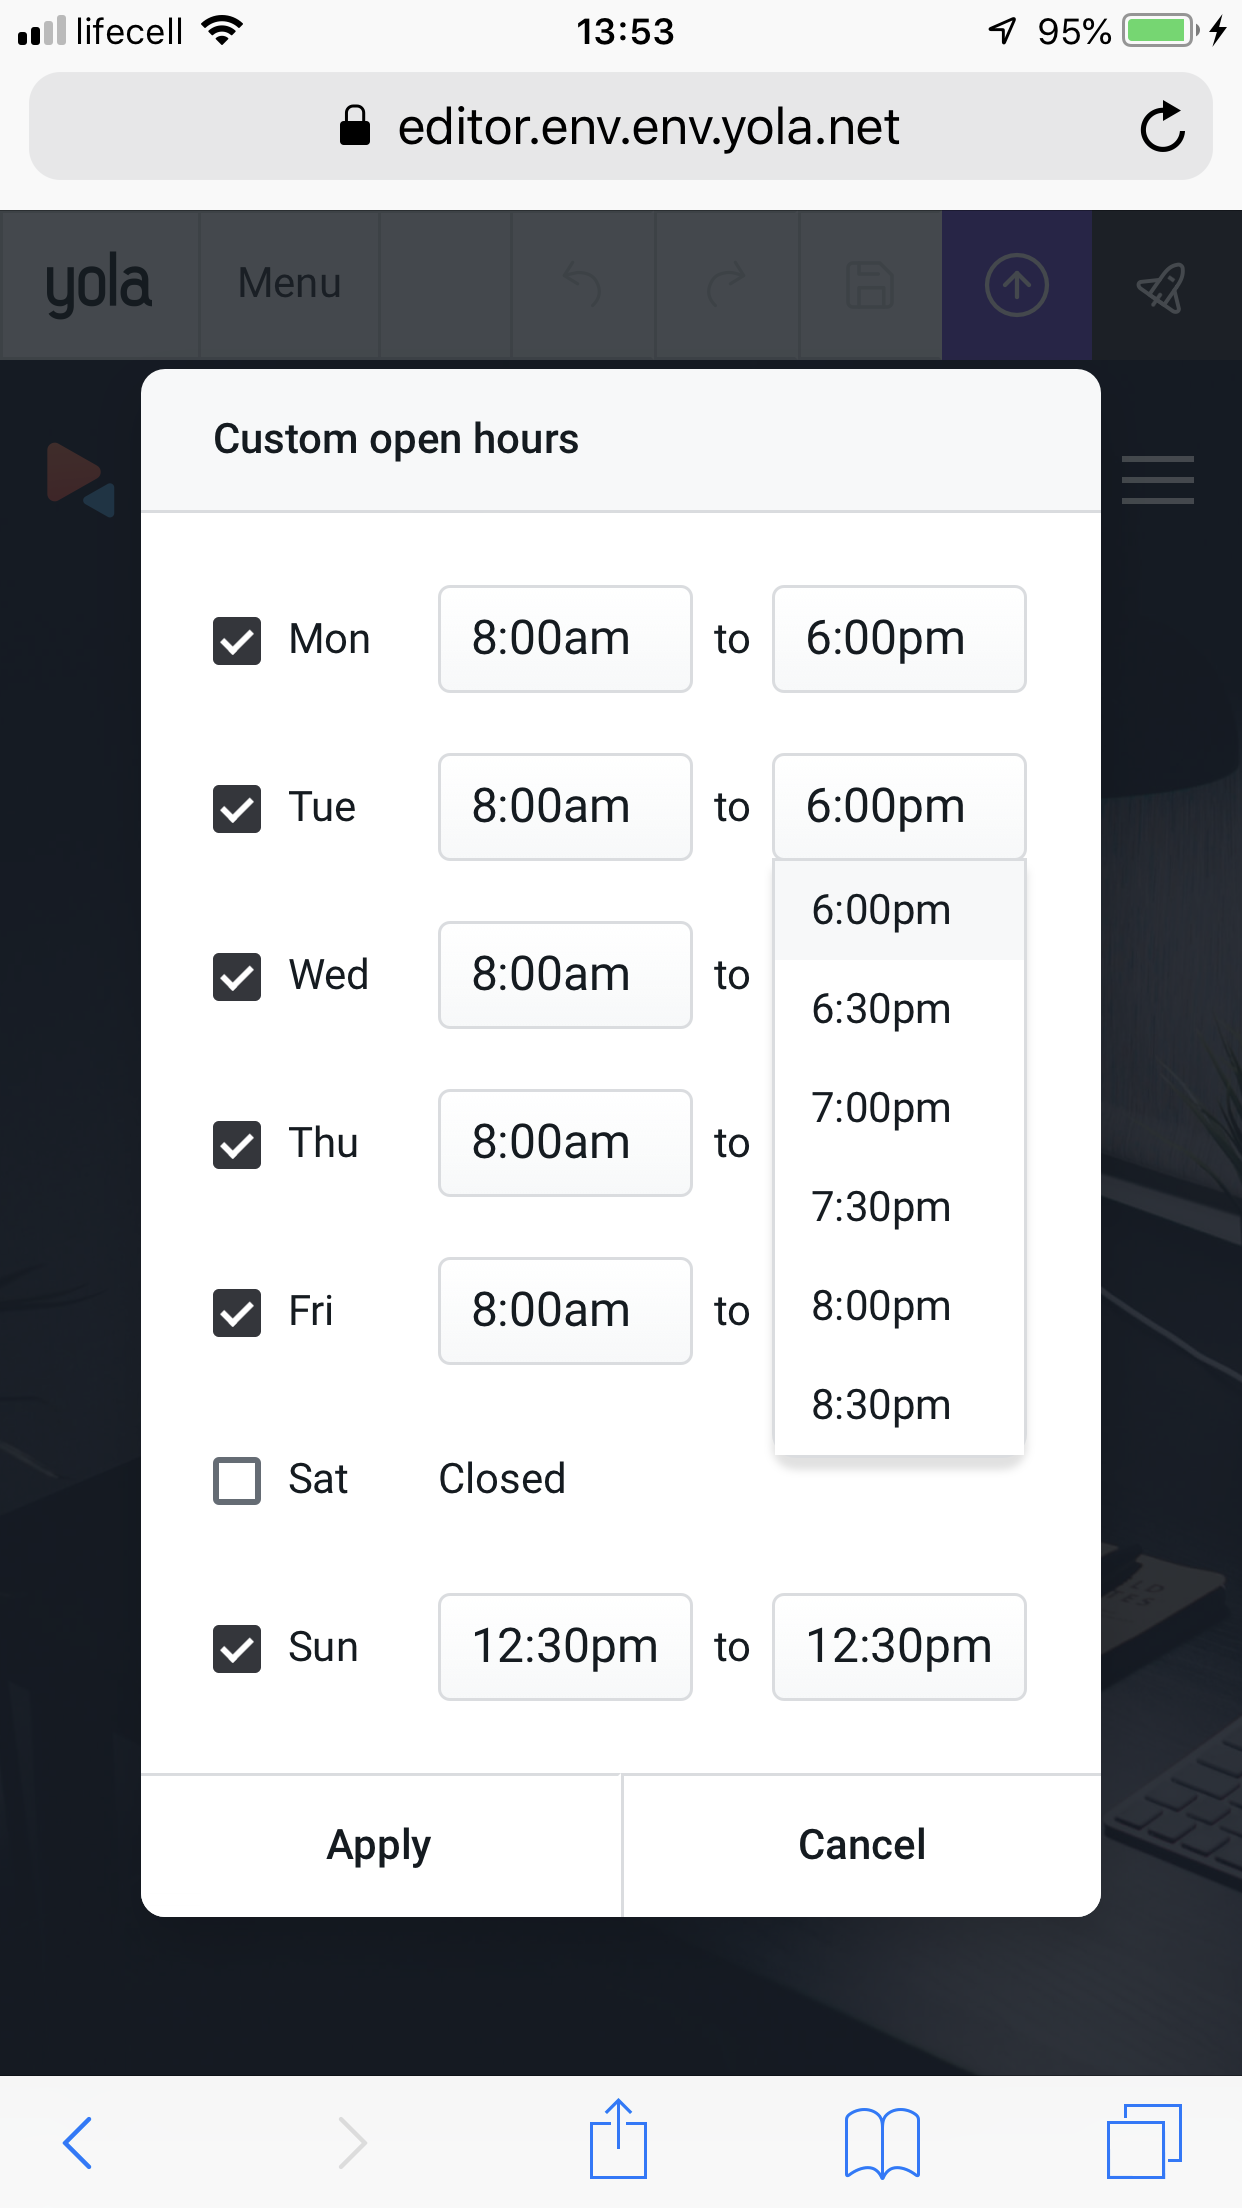 lifecell 13:53 95%
editor.env.env.yola.net
yola Menu
Custom open hours
Mon 8:00am to 6:00pm
Tue 8:00am to 6:00pm
6:00pm
Wed 8:00am to
6:30pm
7:00pm
Thu 8:00am to
7:30pm
Fri 8:00am to
8:00pm
8:30pm
Sat Closed
Sun 12:30pm to 12:30pm
Apply Cancel